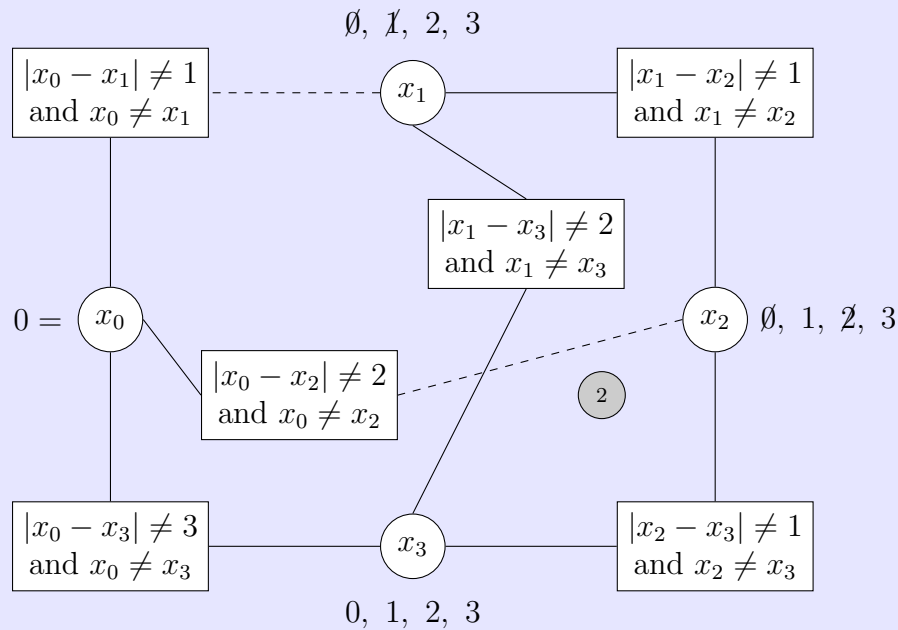 0̸, 1̸, 2, 3
|x₀ − x₁| ≠ 1
and x₀ ≠ x₁
x₁
|x₁ − x₂| ≠ 1
and x₁ ≠ x₂
|x₁ − x₃| ≠ 2
and x₁ ≠ x₃
0 = x₀
x₂ 0̸, 1, 2̸, 3
|x₀ − x₂| ≠ 2
and x₀ ≠ x₂
2
|x₀ − x₃| ≠ 3
and x₀ ≠ x₃
x₃
|x₂ − x₃| ≠ 1
and x₂ ≠ x₃
0, 1, 2, 3